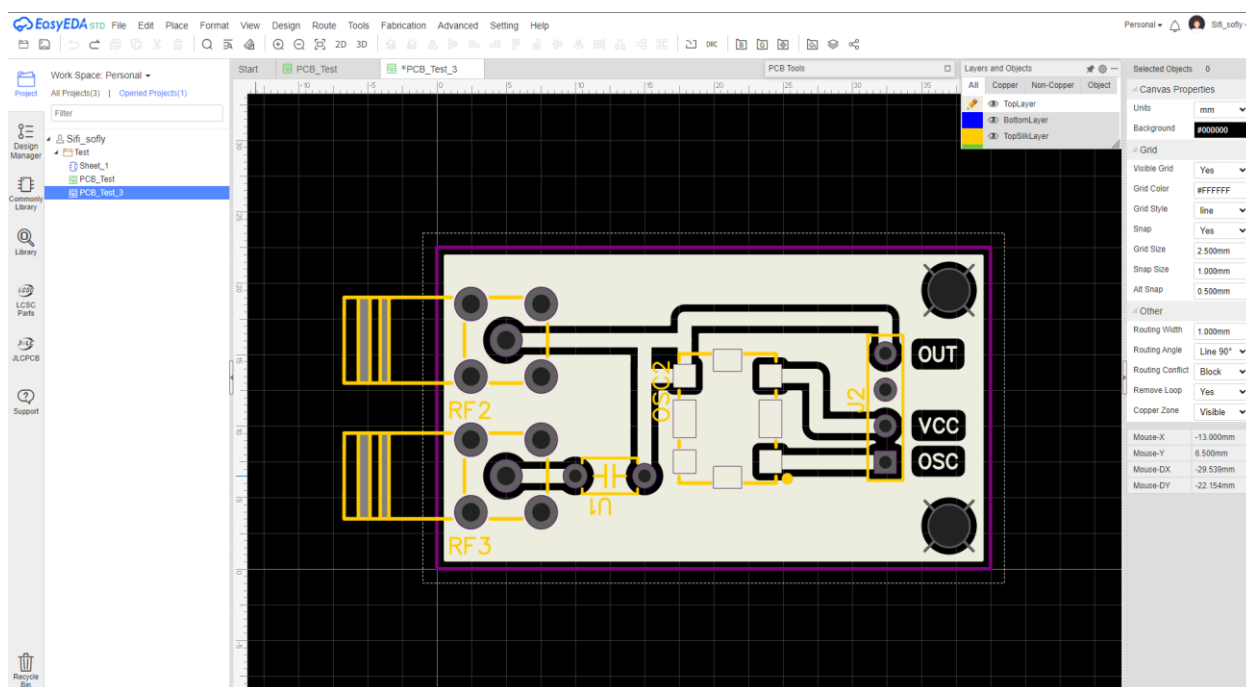 EasyEDA STD File Edit Place Format View Design Route Tools Fabrication Advanced Setting Help Personal Sifi_sofly
2D 3D DRC
Project
Design Manager
Commonly Library
Library
LCSC Parts
JLCPCB
Support
Recycle Bin
Work Space: Personal
All Projects(3) | Opened Projects(1)
Filter
Sifi_sofly
Test
Sheet_1
PCB_Test
PCB_Test_3
Start PCB_Test *PCB_Test_3
PCB Tools
Layers and Objects
All Copper Non-Copper Object
TopLayer
BottomLayer
TopSilkLayer
RF2
RF3
U1
OSC2
J2
OUT
VCC
OSC
Selected Objects 0
Canvas Properties
Units mm
Background #000000
Grid
Visible Grid Yes
Grid Color #FFFFFF
Grid Style line
Snap Yes
Grid Size 2.500mm
Snap Size 1.000mm
Alt Snap 0.500mm
Other
Routing Width 1.000mm
Routing Angle Line 90°
Routing Conflict Block
Remove Loop Yes
Copper Zone Visible
Mouse-X -13.000mm
Mouse-Y 6.500mm
Mouse-DX -29.539mm
Mouse-DY -22.154mm